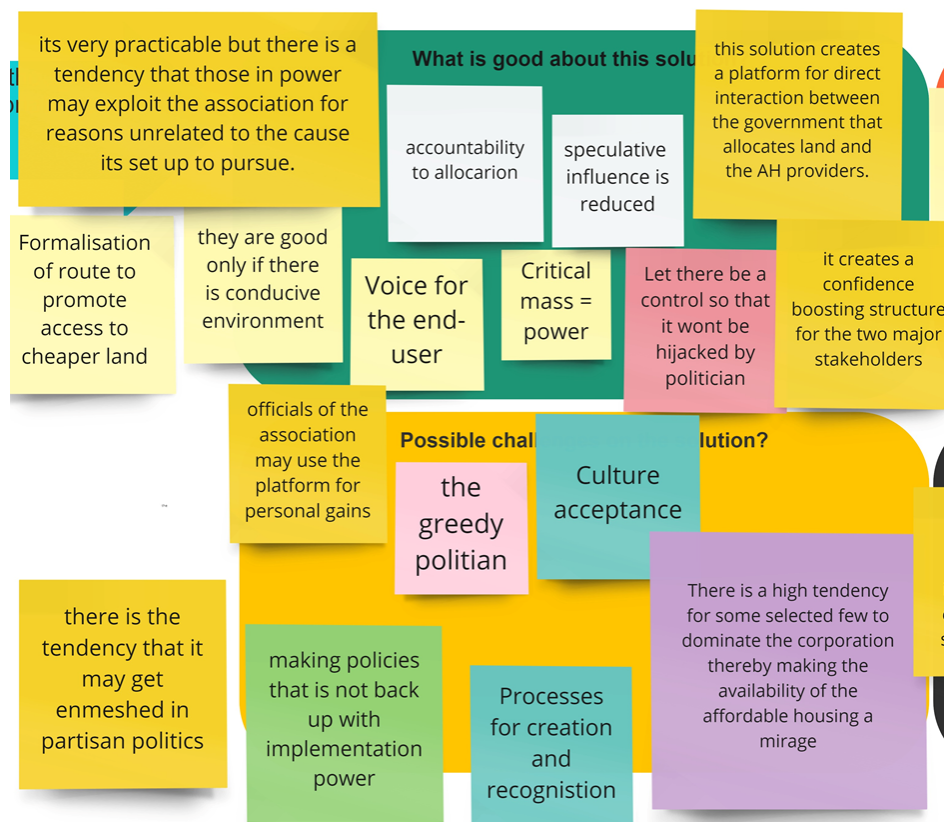 its very practicable but there is a
tendency that those in power
may exploit the association for
reasons unrelated to the cause
its set up to pursue.
What is good about this solu
this solution creates
a platform for direct
interaction between
the government that
allocates land and
the AH providers.
accountability
to allocarion
speculative
influence is
reduced
Formalisation
of route to
promote
access to
cheaper land
they are good
only if there
is conducive
environment
Voice for
the end-
user
Critical
mass =
power
Let there be a
control so that
it wont be
hijacked by
politician
it creates a
confidence
boosting structure
for the two major
stakeholders
officials of the
association
may use the
platform for
personal gains
Possible chal lution?
the
greedy
politian
Culture
acceptance
there is the
tendency that it
may get
enmeshed in
partisan politics
making policies
that is not back
up with
implementation
power
Processes
for creation
and
recognistion
There is a high tendency
for some selected few to
dominate the corporation
thereby making the
availability of the
affordable housing a
mirage